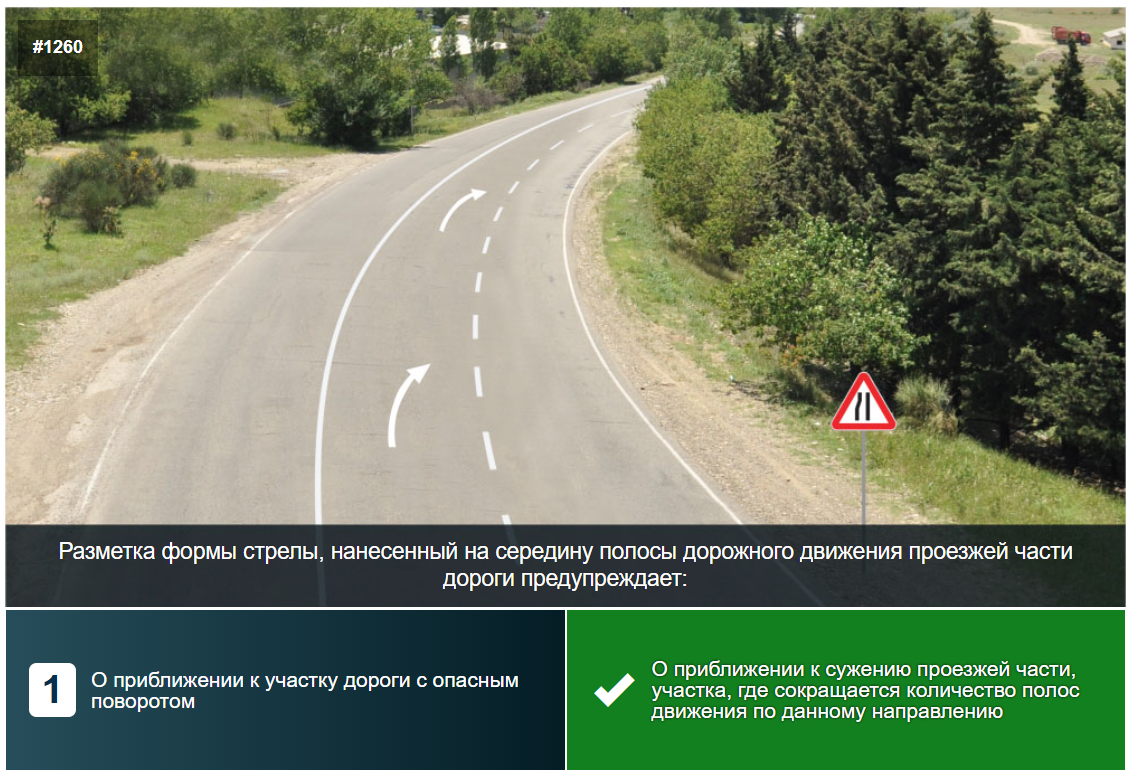 #1260
Разметка формы стрелы, нанесенный на середину полосы дорожного движения проезжей части
дороги предупреждает:
1
О приближении к участку дороги с опасным
поворотом
О приближении к сужению проезжей части,
участка, где сокращается количество полос
движения по данному направлению